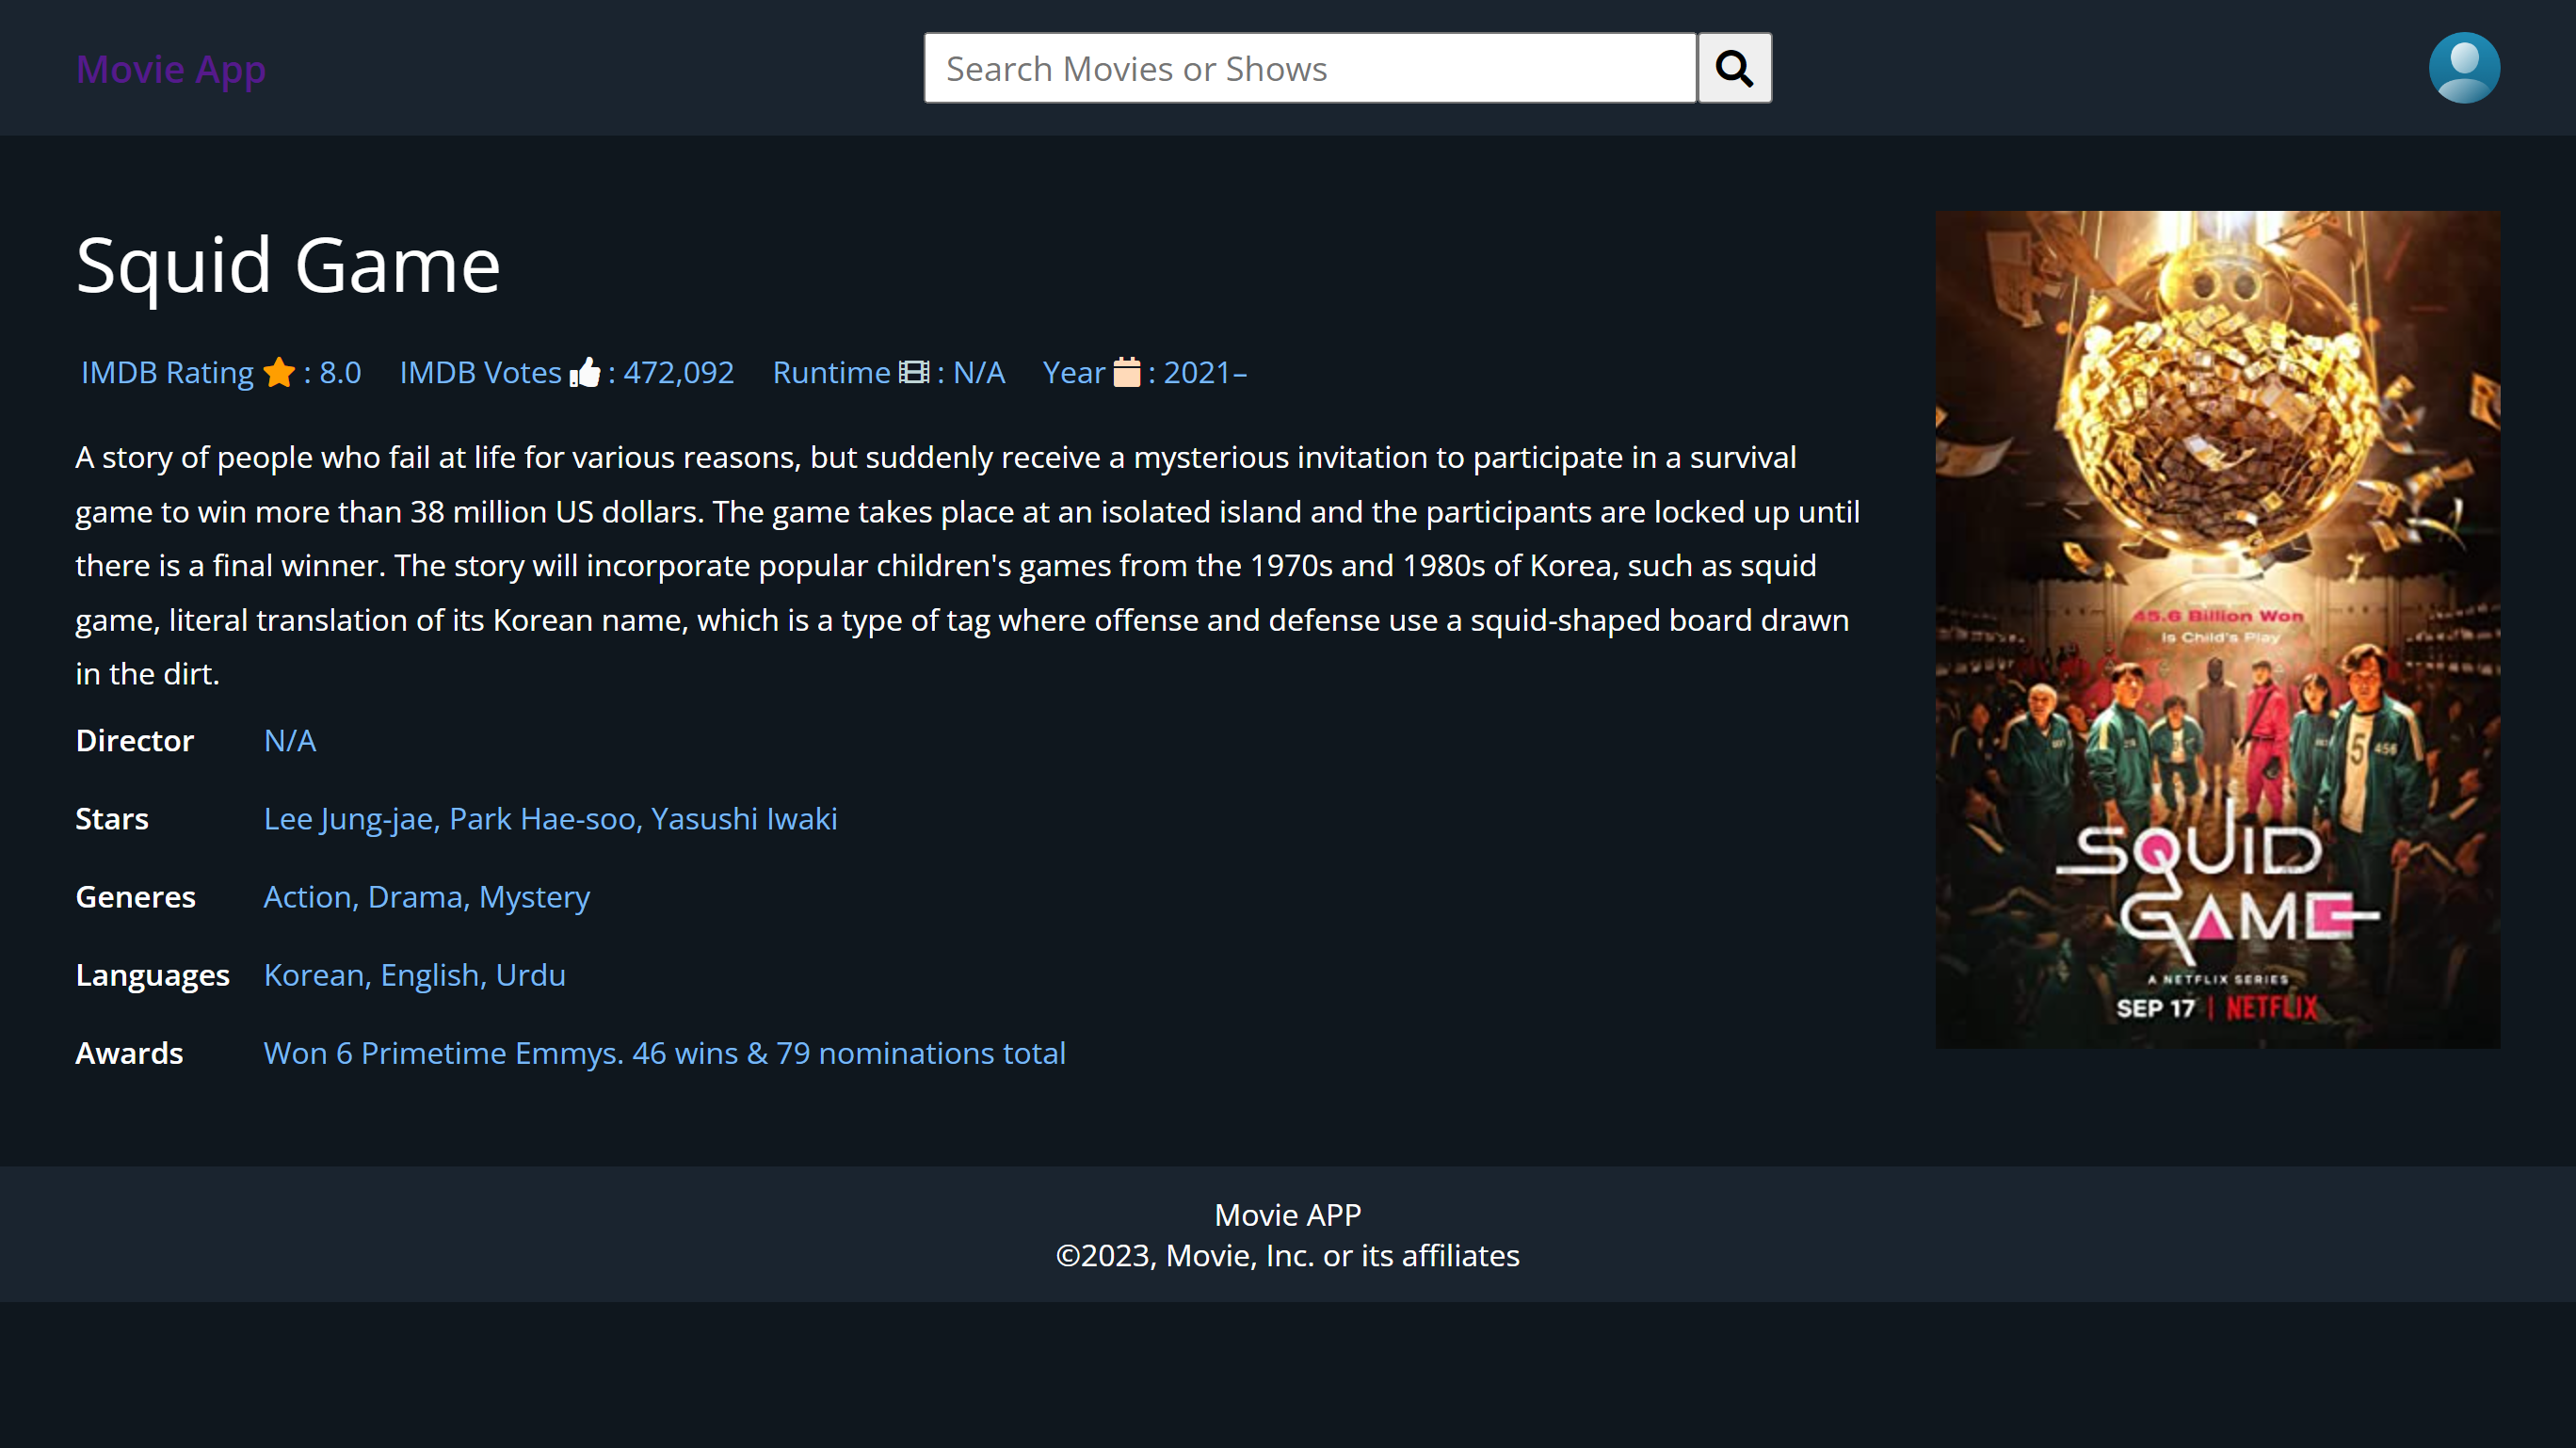 Movie App
Search Movies or Shows
Squid Game
IMDB Rating : 8.0 IMDB Votes : 472,092 Runtime : N/A Year : 2021–
A story of people who fail at life for various reasons, but suddenly receive a mysterious invitation to participate in a survival
game to win more than 38 million US dollars. The game takes place at an isolated island and the participants are locked up until
there is a final winner. The story will incorporate popular children's games from the 1970s and 1980s of Korea, such as squid
game, literal translation of its Korean name, which is a type of tag where offense and defense use a squid-shaped board drawn
in the dirt.
Director N/A
Stars Lee Jung-jae, Park Hae-soo, Yasushi Iwaki
Generes Action, Drama, Mystery
Languages Korean, English, Urdu
Awards Won 6 Primetime Emmys. 46 wins & 79 nominations total
45.6 Billion Won
Is Child's Play
456
SQUID
GAME
A NETFLIX SERIES
SEP 17 | NETFLIX
Movie APP
©2023, Movie, Inc. or its affiliates